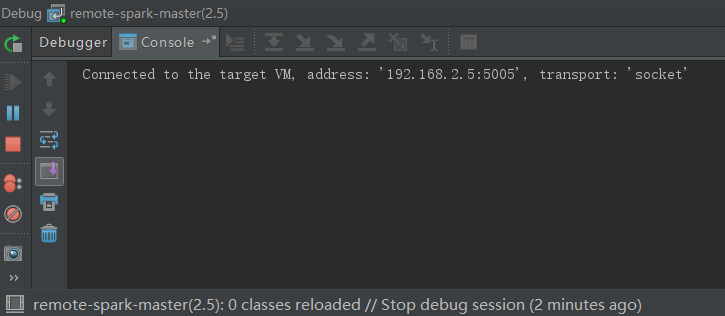 Debug remote-spark-master(2.5)
Debugger Console
Connected to the target VM, address: '192.168.2.5:5005', transport: 'socket'
remote-spark-master(2.5): 0 classes reloaded // Stop debug session (2 minutes ago)